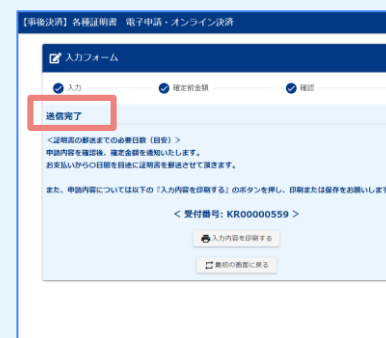 【事後決済】各種証明書 電子申請・オンライン決済
入力フォーム
入力
確定前金額
確認
送信完了
＜証明書の郵送までの必要日数（目安）＞
申請内容を確認後、確定金額を通知いたします。
お支払いから〇日間を目途に証明書を郵送させて頂きます。
また、申請内容については以下の「入力内容を印刷する」のボタンを押し、印刷または保存をお願いします
＜ 受付番号: KR00000559 ＞
入力内容を印刷する
最初の画面に戻る